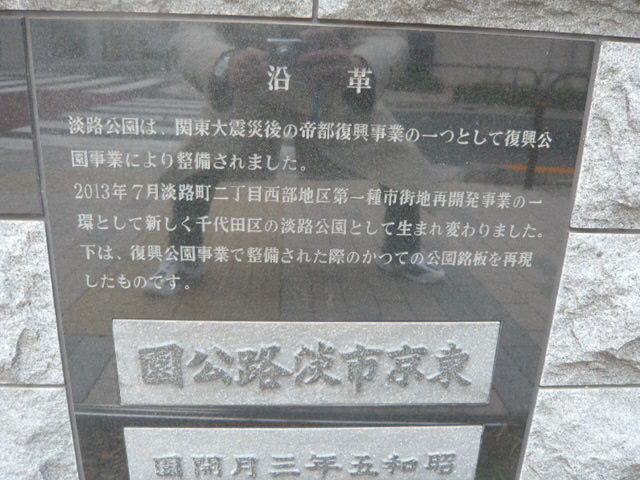 沿革
淡路公園は、関東大震災後の帝都復興事業の一つとして復興公
園事業により整備されました。
2013年7月淡路町二丁目西部地区第一種市街地再開発事業の一
環として新しく千代田区の淡路公園として生まれ変わりました。
下は、復興公園事業で整備された際のかつての公園銘板を再現
したものです。
東京市淡路公園
昭和五年三月開園